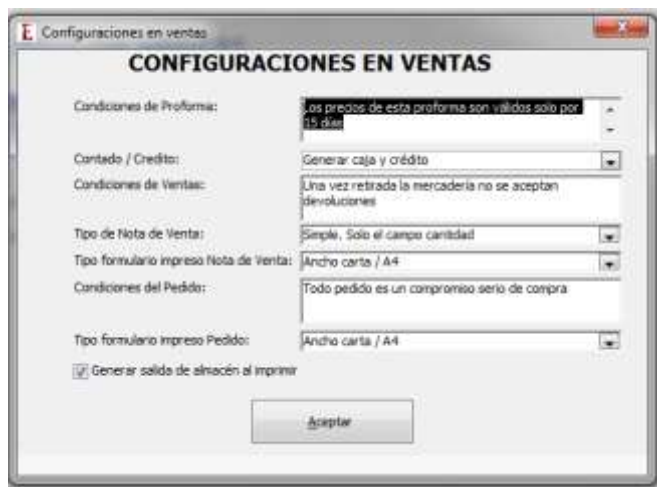 E Configuraciones en ventas
CONFIGURACIONES EN VENTAS
Condiciones de Proforma: Los precios de esta proforma son válidos solo por
15 días
Contado / Credito: Generar caja y crédito
Condiciones de Ventas: Una vez retirada la mercadería no se aceptan
devoluciones
Tipo de Nota de Venta: Simple. Solo el campo cantidad
Tipo formulario impreso Nota de Venta: Ancho carta / A4
Condiciones del Pedido: Todo pedido es un compromiso serio de compra
Tipo formulario impreso Pedido: Ancho carta / A4
Generar salida de almacén al imprimir
Aceptar